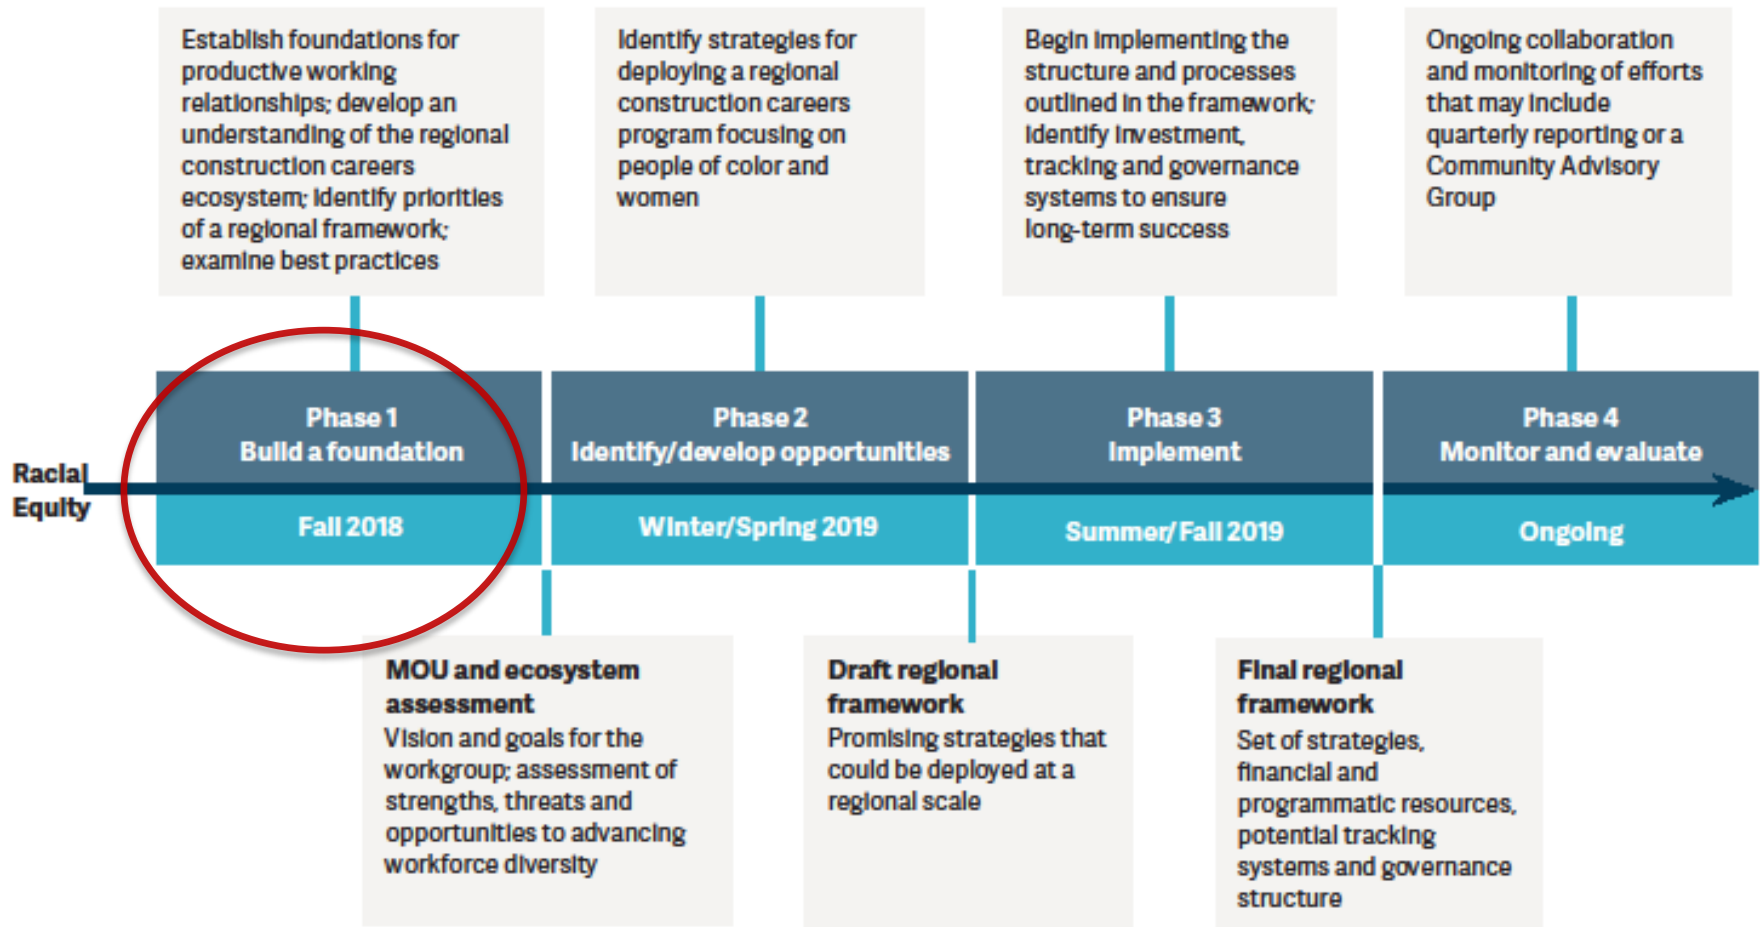 Establish foundations for
productive working
relationships; develop an
understanding of the regional
construction careers
ecosystem; identify priorities
of a regional framework;
examine best practices
Identify strategies for
deploying a regional
construction careers
program focusing on
people of color and
women
Begin implementing the
structure and processes
outlined in the framework;
identify investment,
tracking and governance
systems to ensure
long-term success
Ongoing collaboration
and monitoring of efforts
that may include
quarterly reporting or a
Community Advisory
Group
Racial
Equity
Phase 1
Build a foundation
Fall 2018
Phase 2
Identify/develop opportunities
Winter/Spring 2019
Phase 3
Implement
Summer/Fall 2019
Phase 4
Monitor and evaluate
Ongoing
MOU and ecosystem
assessment
Vision and goals for the
workgroup; assessment of
strengths, threats and
opportunities to advancing
workforce diversity
Draft regional
framework
Promising strategies that
could be deployed at a
regional scale
Final regional
framework
Set of strategies,
financial and
programmatic resources,
potential tracking
systems and governance
structure